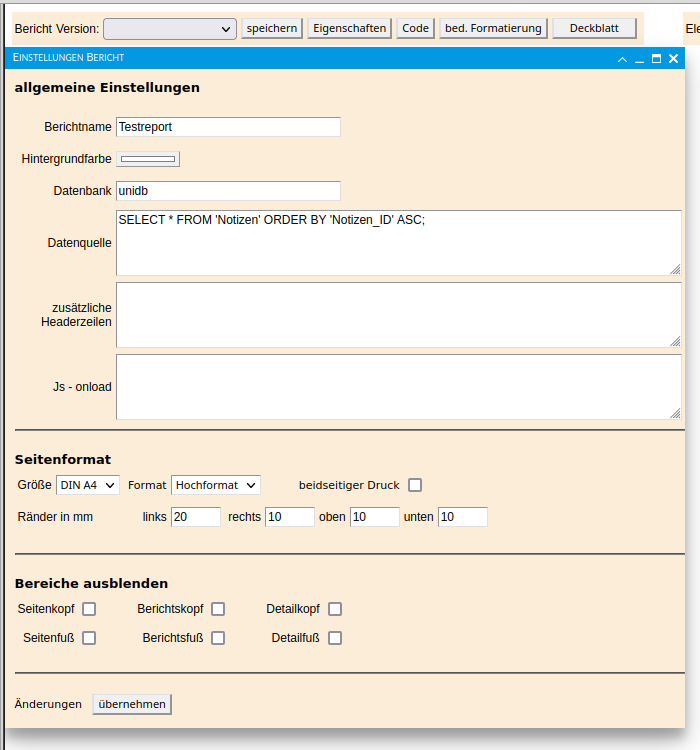 Bericht Version: speichern Eigenschaften Code bed. Formatierung Deckblatt Ele
Einstellungen Bericht
allgemeine Einstellungen
Berichtname Testreport
Hintergrundfarbe
Datenbank unidb
Datenquelle SELECT * FROM 'Notizen' ORDER BY 'Notizen_ID' ASC;
zusätzliche
Headerzeilen
Js - onload
Seitenformat
Größe DIN A4 Format Hochformat beidseitiger Druck
Ränder in mm links 20 rechts 10 oben 10 unten 10
Bereiche ausblenden
Seitenkopf Berichtskopf Detailkopf
Seitenfuß Berichtsfuß Detailfuß
Änderungen übernehmen